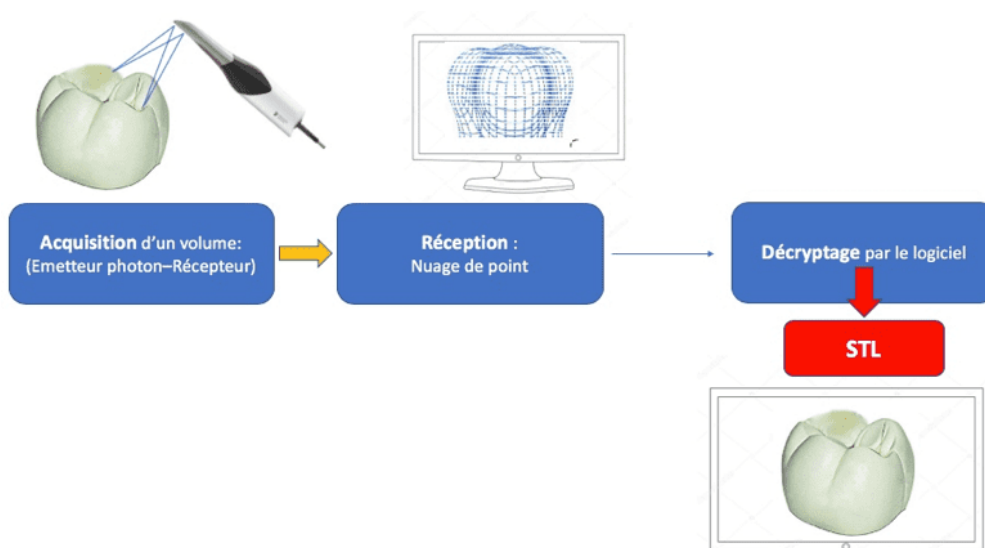 Acquisition d'un volume:
(Emetteur photon–Récepteur)
Réception :
Nuage de point
Décryptage par le logiciel
STL